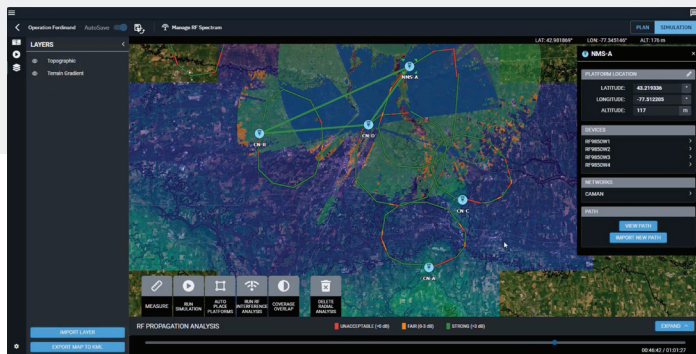 Operation Ferdinand AutoSave Manage RF Spectrum PLAN SIMULATION
LAT: 42.981869° LON: -77.345146° ALT: 176 m
LAYERS
Topographic
Terrain Gradient
NMS-A
CN-B
CN-D
CN-C
CN-A
NMS-A
PLATFORM LOCATION
LATITUDE: 43.219336 °
LONGITUDE: -77.512205 °
ALTITUDE: 117 m
DEVICES
RF9850W1
RF9850W2
RF9850W3
RF9850W4
NETWORKS
CAMAN
PATH
VIEW PATH
IMPORT NEW PATH
MEASURE
RUN SIMULATION
AUTO PLACE PLATFORMS
RUN RF INTERFERENCE ANALYSIS
COVERAGE OVERLAP
DELETE RADIAL ANALYSIS
IMPORT LAYER
EXPORT MAP TO KML
RF PROPAGATION ANALYSIS UNACCEPTABLE (<0 dB) FAIR (0-3 dB) STRONG (<3 dB) EXPAND
00:46:42 / 01:01:27